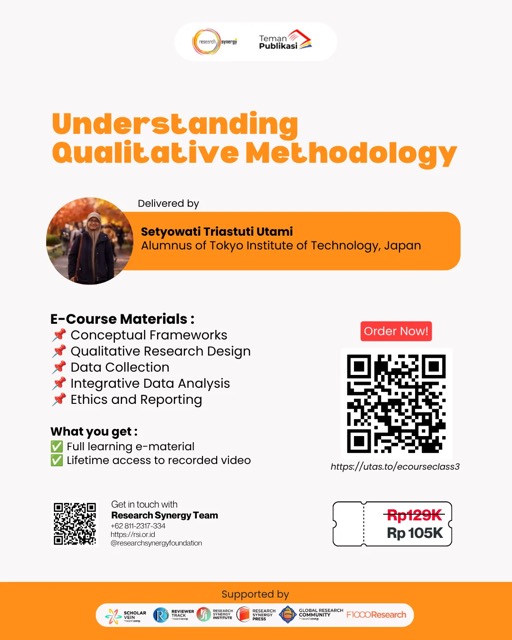 research synergy
Teman
Publikasi
Understanding
Qualitative Methodology
Delivered by
Setyowati Triastuti Utami
Alumnus of Tokyo Institute of Technology, Japan
E-Course Materials :
📌 Conceptual Frameworks
📌 Qualitative Research Design
📌 Data Collection
📌 Integrative Data Analysis
📌 Ethics and Reporting
What you get :
✅ Full learning e-material
✅ Lifetime access to recorded video
Order Now!
https://utas.to/ecourseclass3
Get in touch with
Research Synergy Team
+62 811-2317-334
https://rsi.or.id
@researchsynergyfoundation
Rp129K
Rp 105K
Supported by
SCHOLAR
VEIN
REVIEWER
TRACK
RESEARCH
SYNERGY
INSTITUTE
RESEARCH
SYNERGY
PRESS
GLOBAL RESEARCH
COMMUNITY
F1000Research